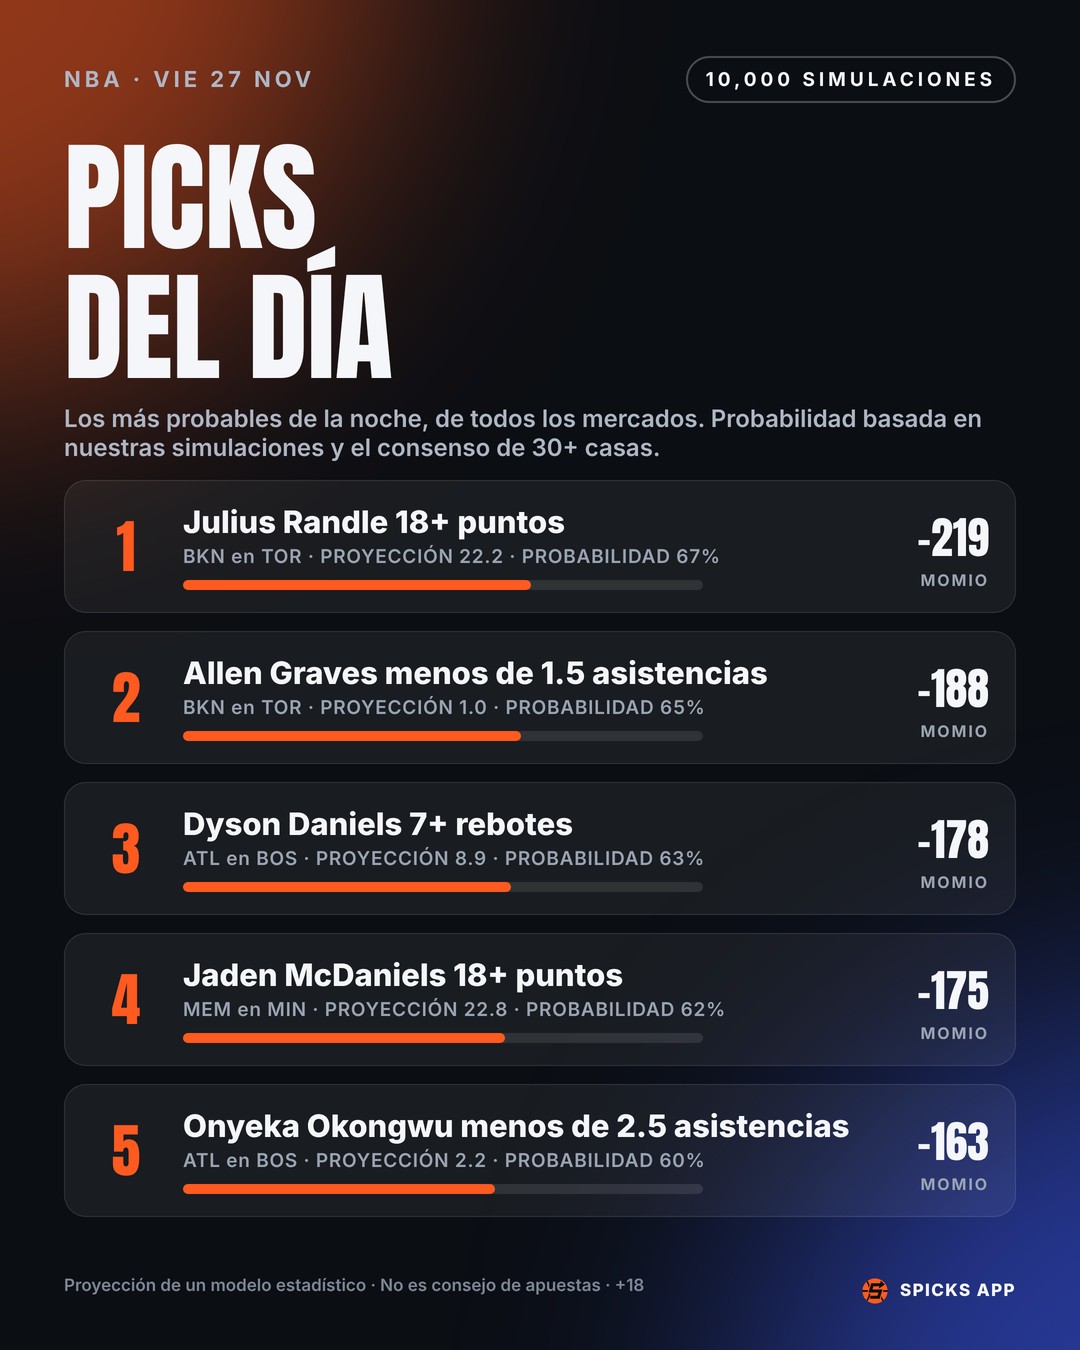 NBA · VIE 27 NOV
10,000 SIMULACIONES
PICKS
DEL DÍA
Los más probables de la noche, de todos los mercados. Probabilidad basada en
nuestras simulaciones y el consenso de 30+ casas.
1
Julius Randle 18+ puntos
BKN en TOR · PROYECCIÓN 22.2 · PROBABILIDAD 67%
-219
MOMIO
2
Allen Graves menos de 1.5 asistencias
BKN en TOR · PROYECCIÓN 1.0 · PROBABILIDAD 65%
-188
MOMIO
3
Dyson Daniels 7+ rebotes
ATL en BOS · PROYECCIÓN 8.9 · PROBABILIDAD 63%
-178
MOMIO
4
Jaden McDaniels 18+ puntos
MEM en MIN · PROYECCIÓN 22.8 · PROBABILIDAD 62%
-175
MOMIO
5
Onyeka Okongwu menos de 2.5 asistencias
ATL en BOS · PROYECCIÓN 2.2 · PROBABILIDAD 60%
-163
MOMIO
Proyección de un modelo estadístico · No es consejo de apuestas · +18
SPICKS APP